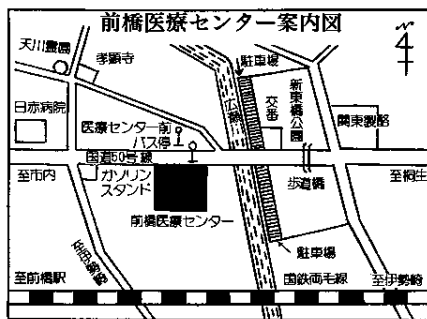 前橋医療センター案内図
N
天川霊園
孝顕寺
駐車場
広瀬川
新東橋公園
交番
日赤病院
関東製酪
医療センター前
バス停
国道50号線
至市内
ガソリン
スタンド
歩道橋
至桐生
前橋医療センター
駐車場
至前橋駅
国鉄両毛線
至伊勢崎